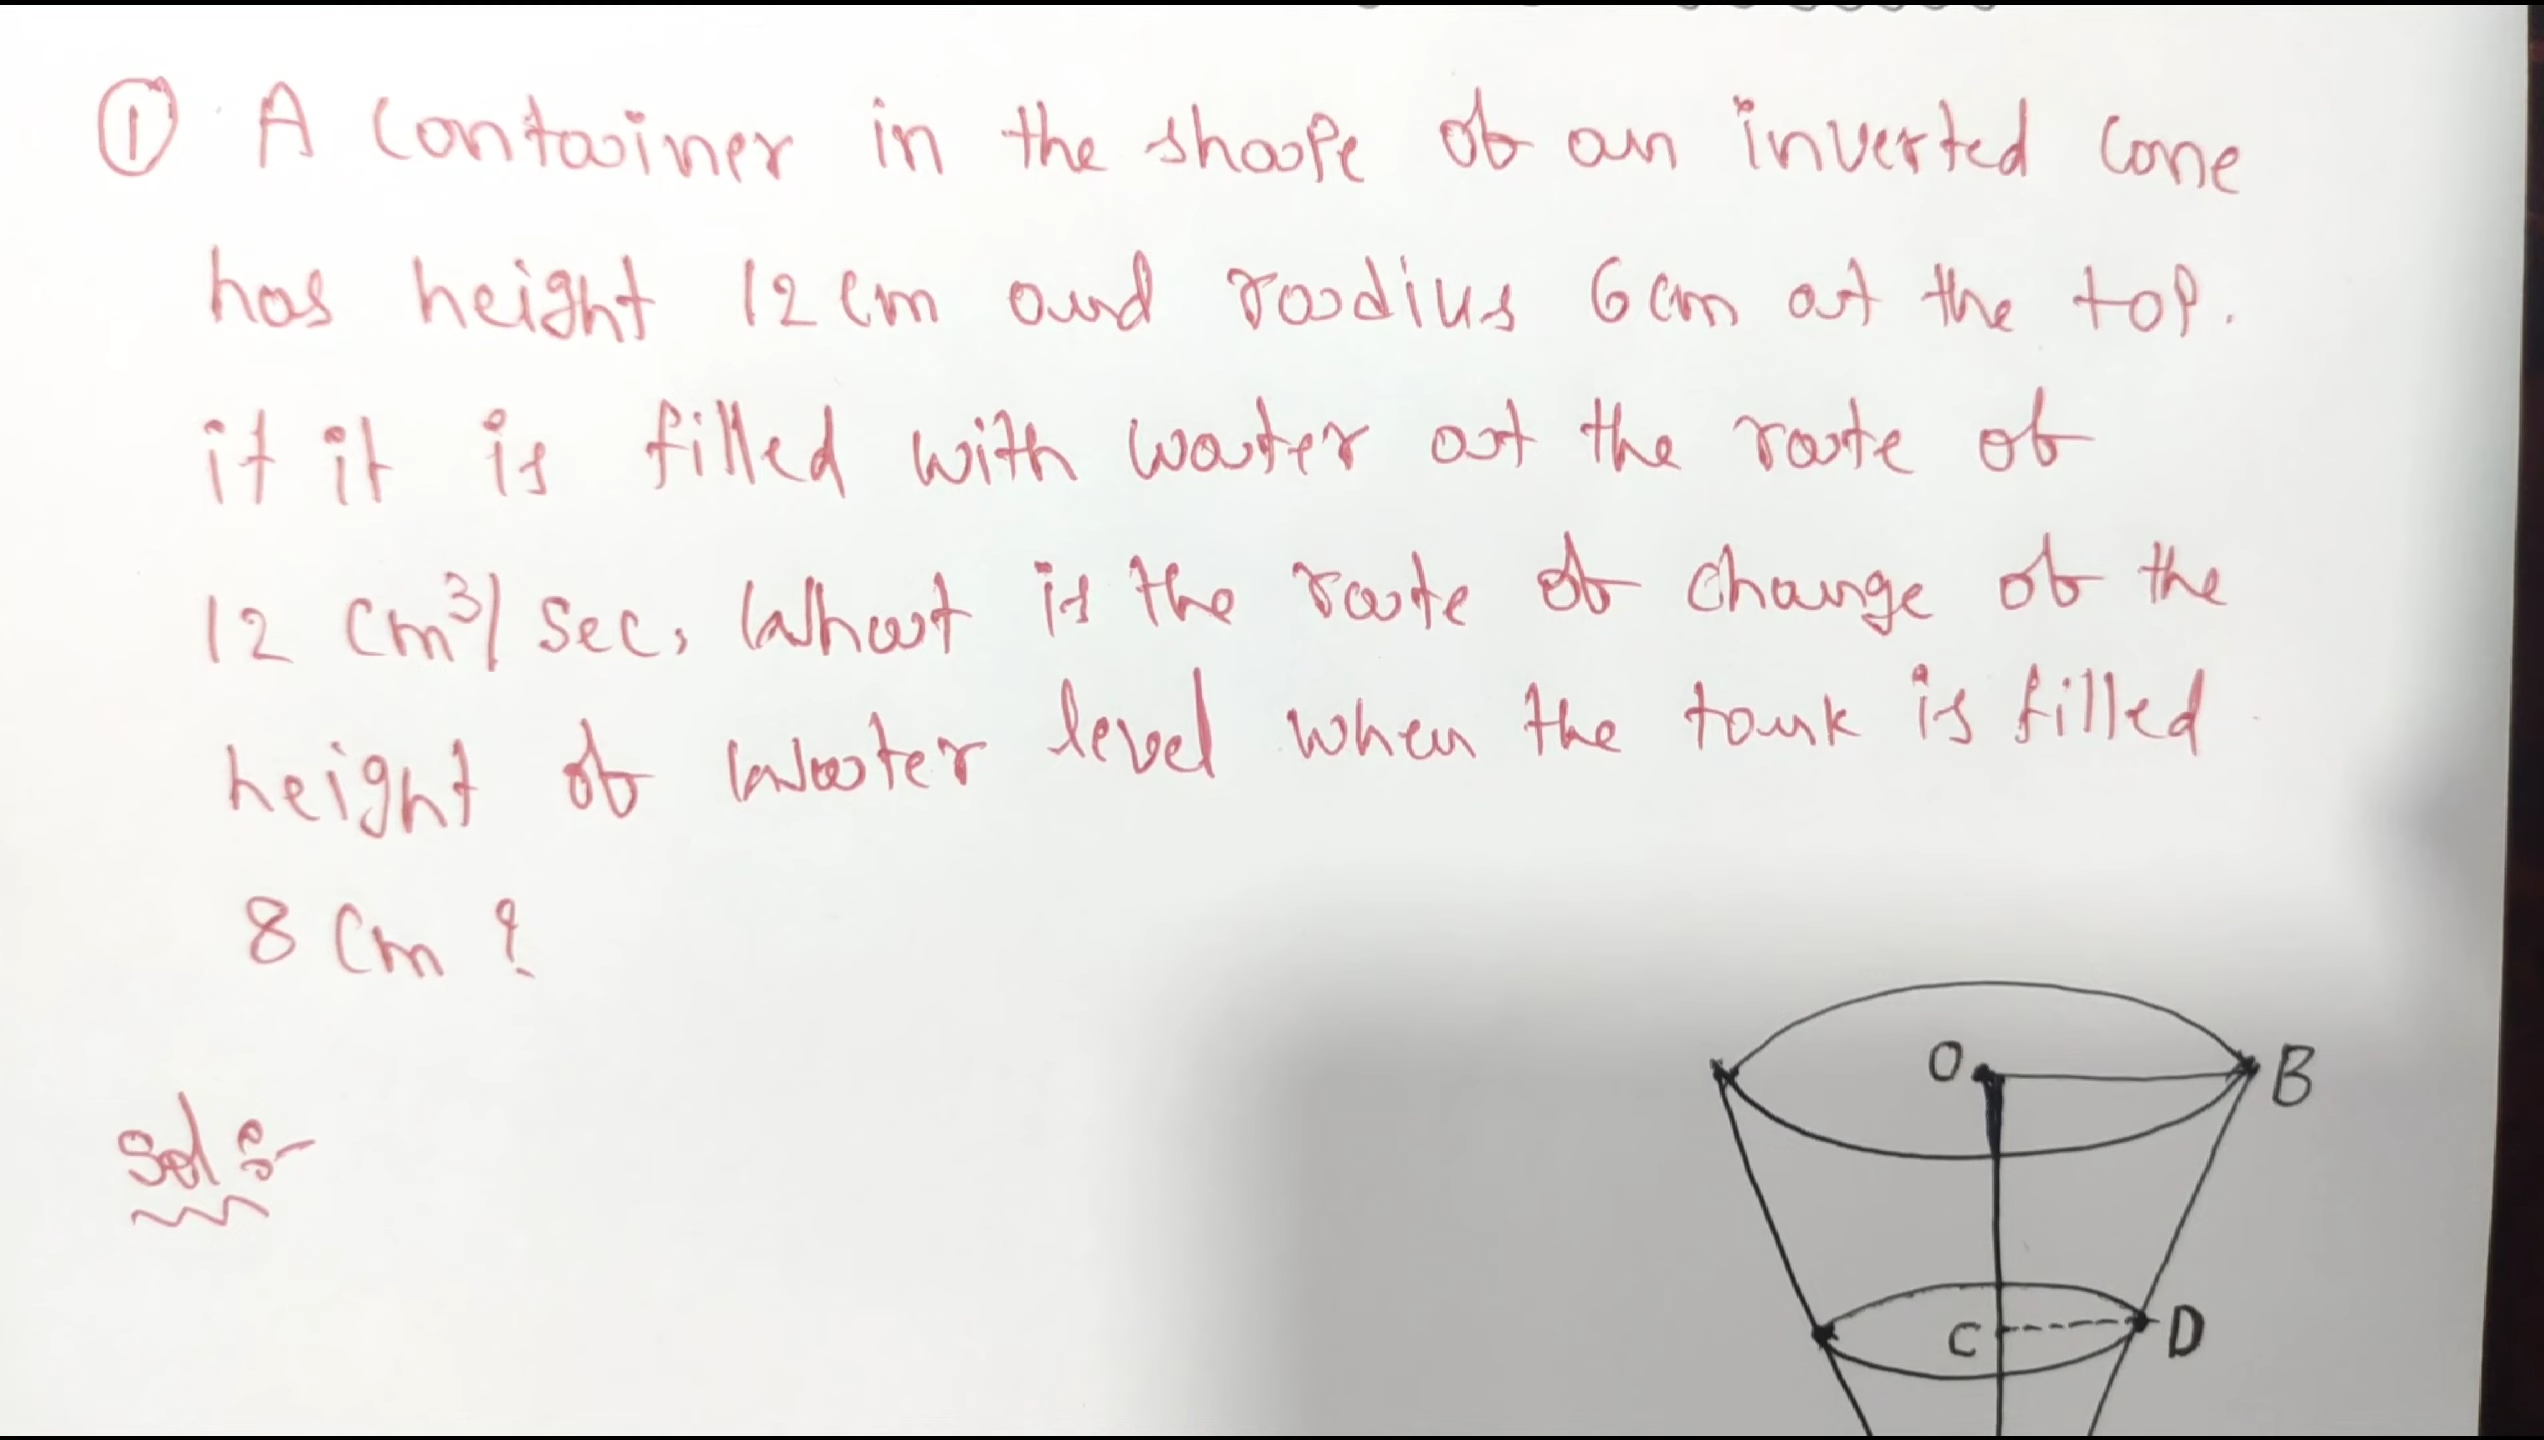 ① A container in the shape of an inverted cone
has height 12 cm and radius 6 cm at the top.
if it is filled with water at the rate of
12 cm³/sec, What is the rate of change of the
height of water level when the tank is filled
8 cm ?
O B
Sol :-
C D